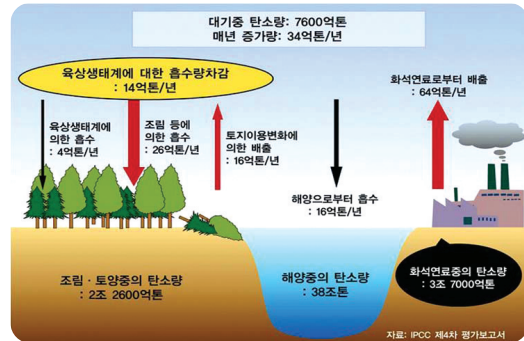 대기중 탄소량: 7600억톤
매년 증가량: 34억톤/년
육상생태계에 대한 흡수량차감
: 14억톤/년
화석연료로부터 배출
: 64억톤/년
육상생태계에
의한 흡수
: 4억톤/년
조림 등에
의한 흡수
: 26억톤/년
토지이용변화에
의한 배출
: 16억톤/년
해양으로부터 흡수
: 16억톤/년
조림·토양중의 탄소량
: 2조 2600억톤
해양중의 탄소량
: 38조톤
화석연료중의 탄소량
: 3조 7000억톤
자료: IPCC 제4차 평가보고서